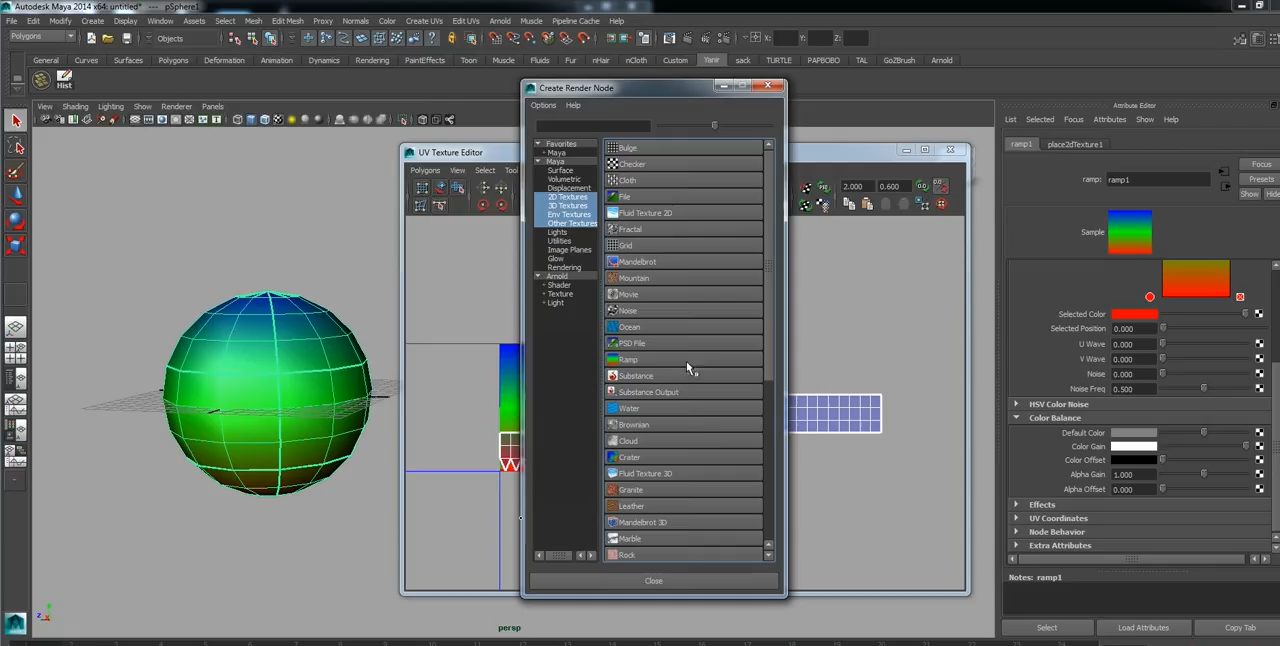 Autodesk Maya 2014 x64: untitled* --- pSphere1
File Edit Modify Create Display Window Assets Select Mesh Edit Mesh Proxy Normals Color Create UVs Edit UVs Arnold Muscle Pipeline Cache Help
Polygons Objects X: Y: Z:
General Curves Surfaces Polygons Deformation Animation Dynamics Rendering PaintEffects Toon Muscle Fluids Fur nHair nCloth Custom Yanir sack TURTLE PAPBOBO TAL GoZBrush Arnold
Hist
View Shading Lighting Show Renderer Panels
UV Texture Editor
Polygons View Select Tool
2.000 0.600
persp
Create Render Node
Options Help
Favorites
Maya
Maya
Surface
Volumetric
Displacement
2D Textures
3D Textures
Env Textures
Other Textures
Lights
Utilities
Image Planes
Glow
Rendering
Arnold
Shader
Texture
Light
Bulge
Checker
Cloth
File
Fluid Texture 2D
Fractal
Grid
Mandelbrot
Mountain
Movie
Noise
Ocean
PSD File
Ramp
Substance
Substance Output
Water
Brownian
Cloud
Crater
Fluid Texture 3D
Granite
Leather
Mandelbrot 3D
Marble
Rock
Close
Attribute Editor
List Selected Focus Attributes Show Help
ramp1 place2dTexture1
ramp: ramp1
Focus
Presets
Show Hide
Sample
Selected Color
Selected Position 0.000
U Wave 0.000
V Wave 0.000
Noise 0.000
Noise Freq 0.500
HSV Color Noise
Color Balance
Default Color
Color Gain
Color Offset
Alpha Gain 1.000
Alpha Offset 0.000
Effects
UV Coordinates
Node Behavior
Extra Attributes
Notes: ramp1
Select Load Attributes Copy Tab